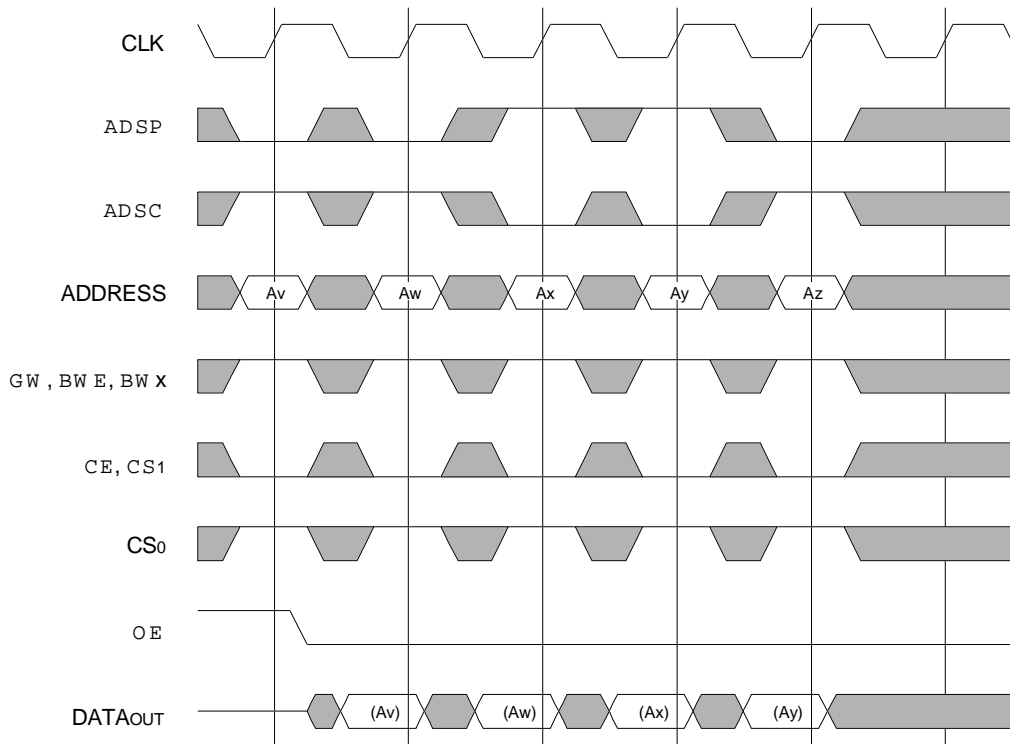 CLK
ADSP
ADSC
ADDRESS Av Aw Ax Ay Az
GW, BWE, BWx
CE, CS1
CS0
OE
DATAOUT (Av) (Aw) (Ax) (Ay)